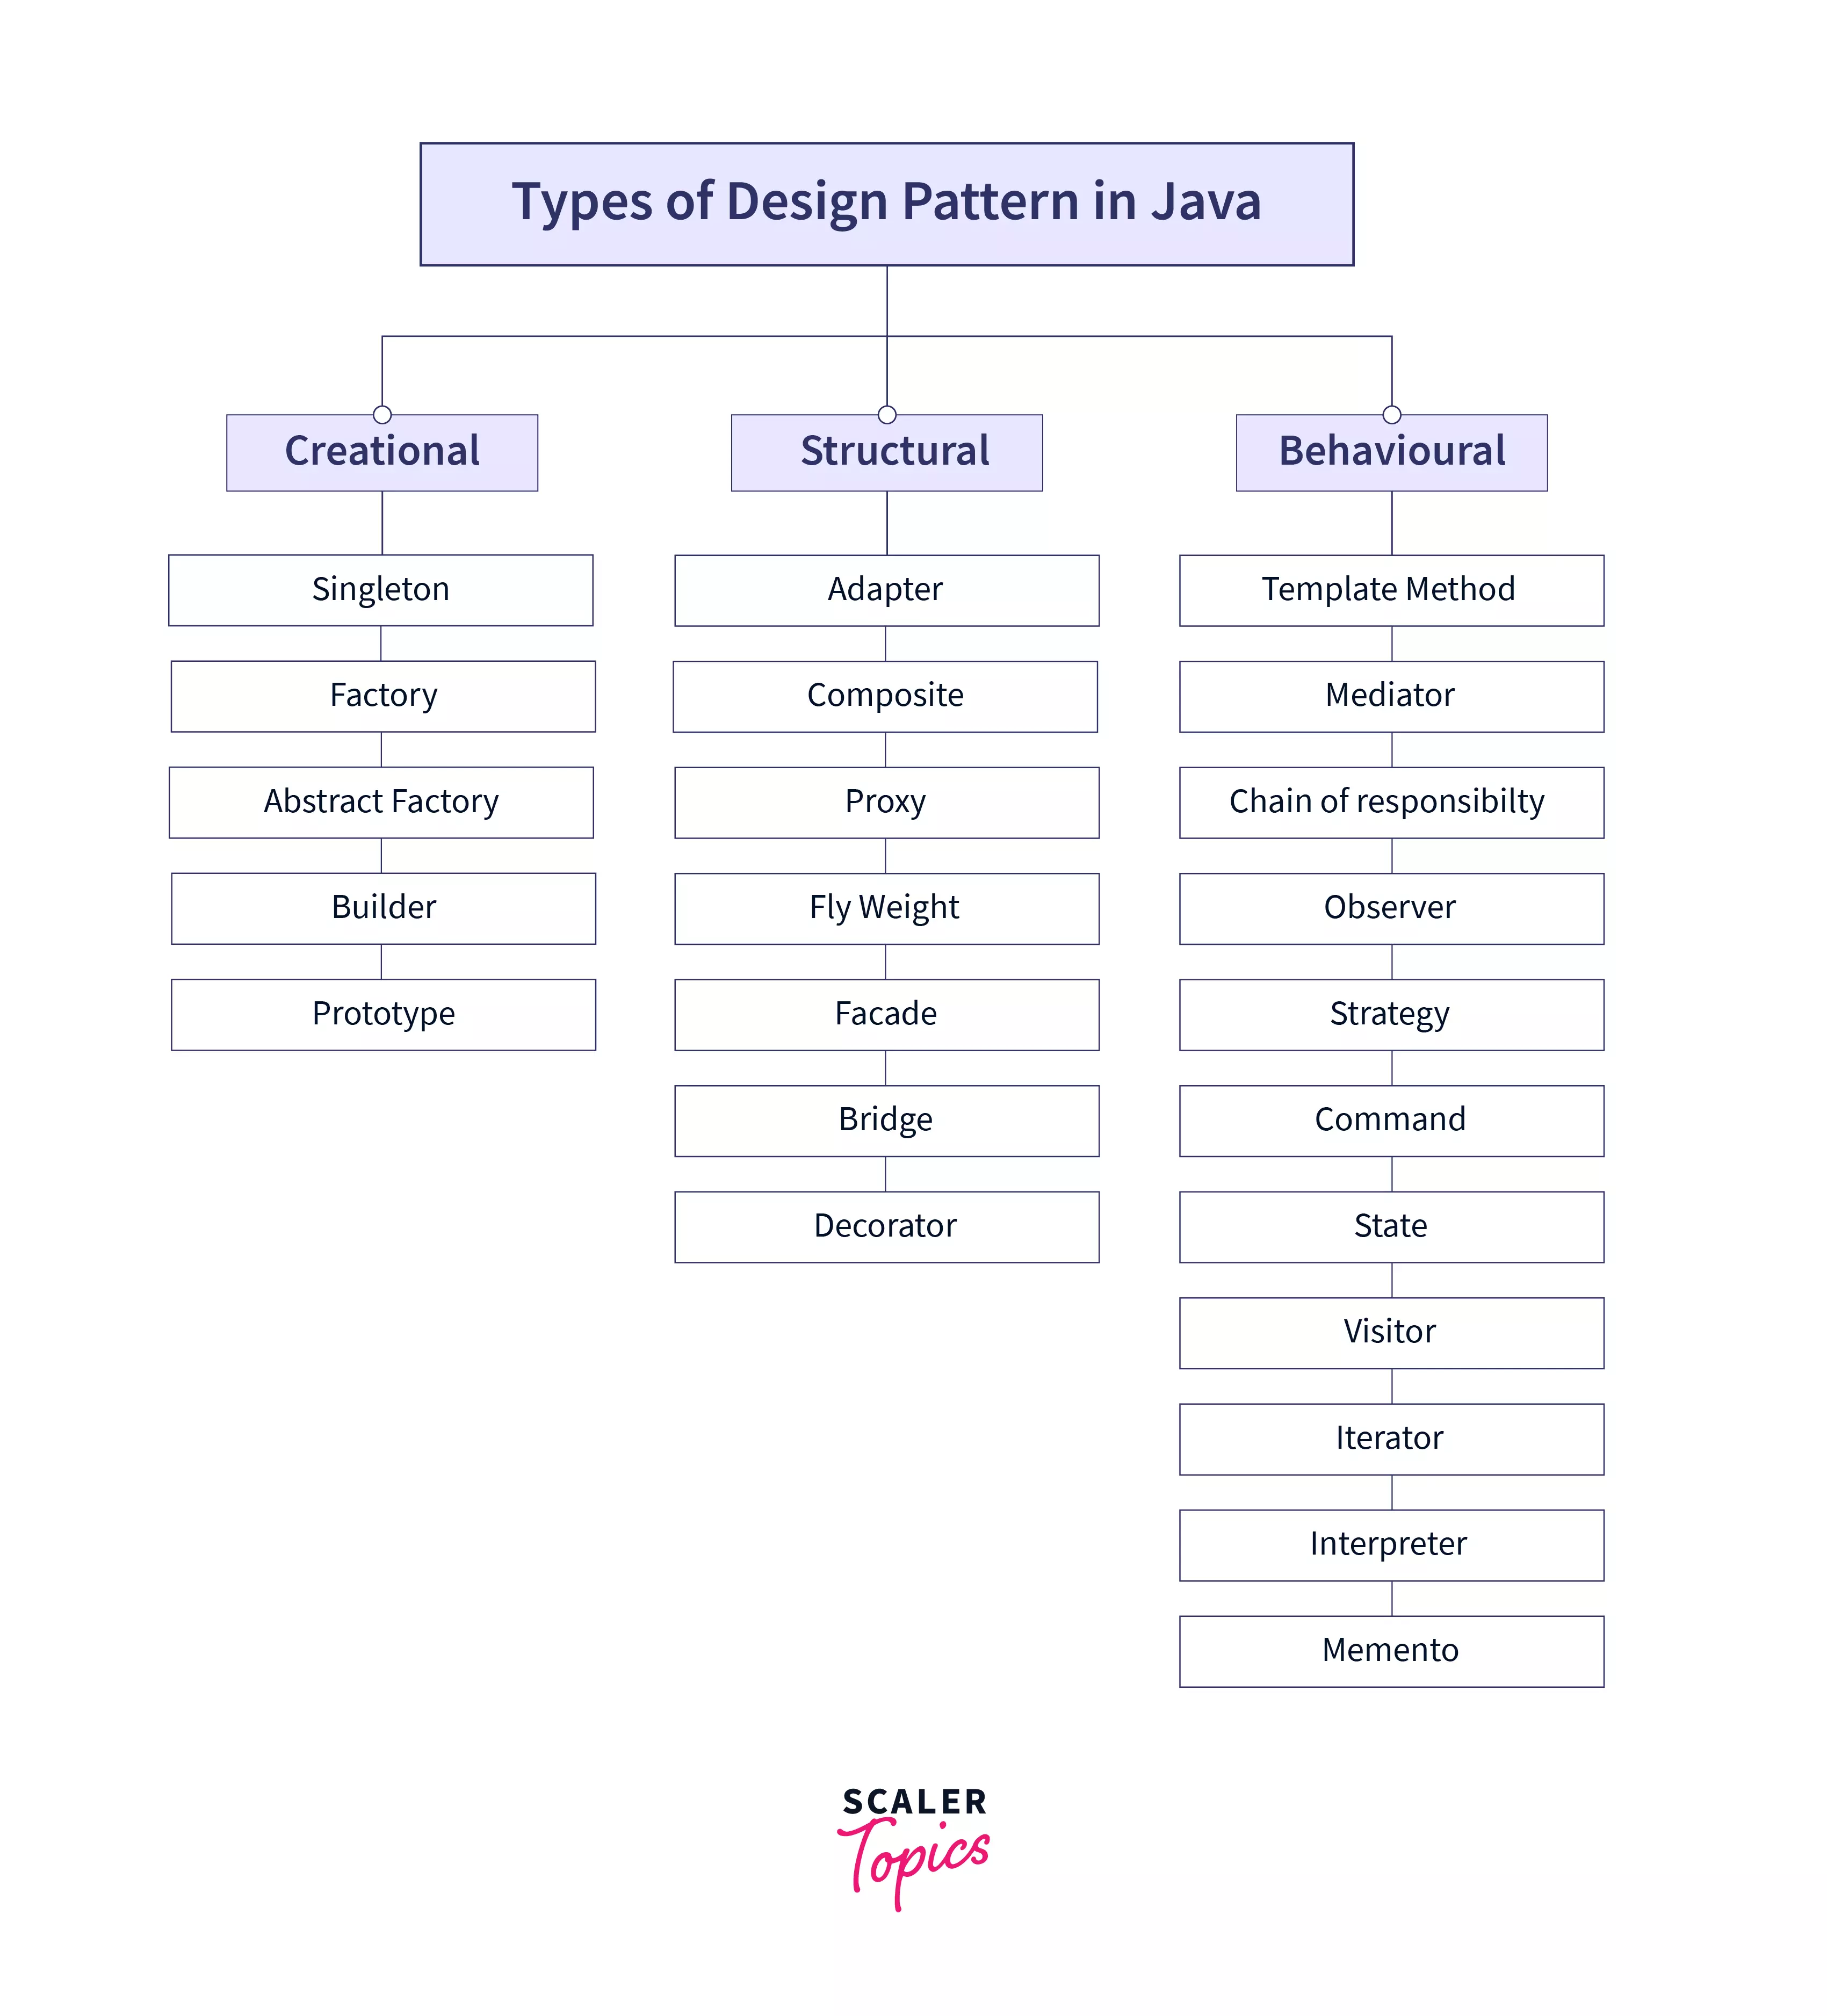 Types of Design Pattern in Java
Creational
Singleton
Factory
Abstract Factory
Builder
Prototype
Structural
Adapter
Composite
Proxy
Fly Weight
Facade
Bridge
Decorator
Behavioural
Template Method
Mediator
Chain of responsibilty
Observer
Strategy
Command
State
Visitor
Iterator
Interpreter
Memento
SCALER
Topics